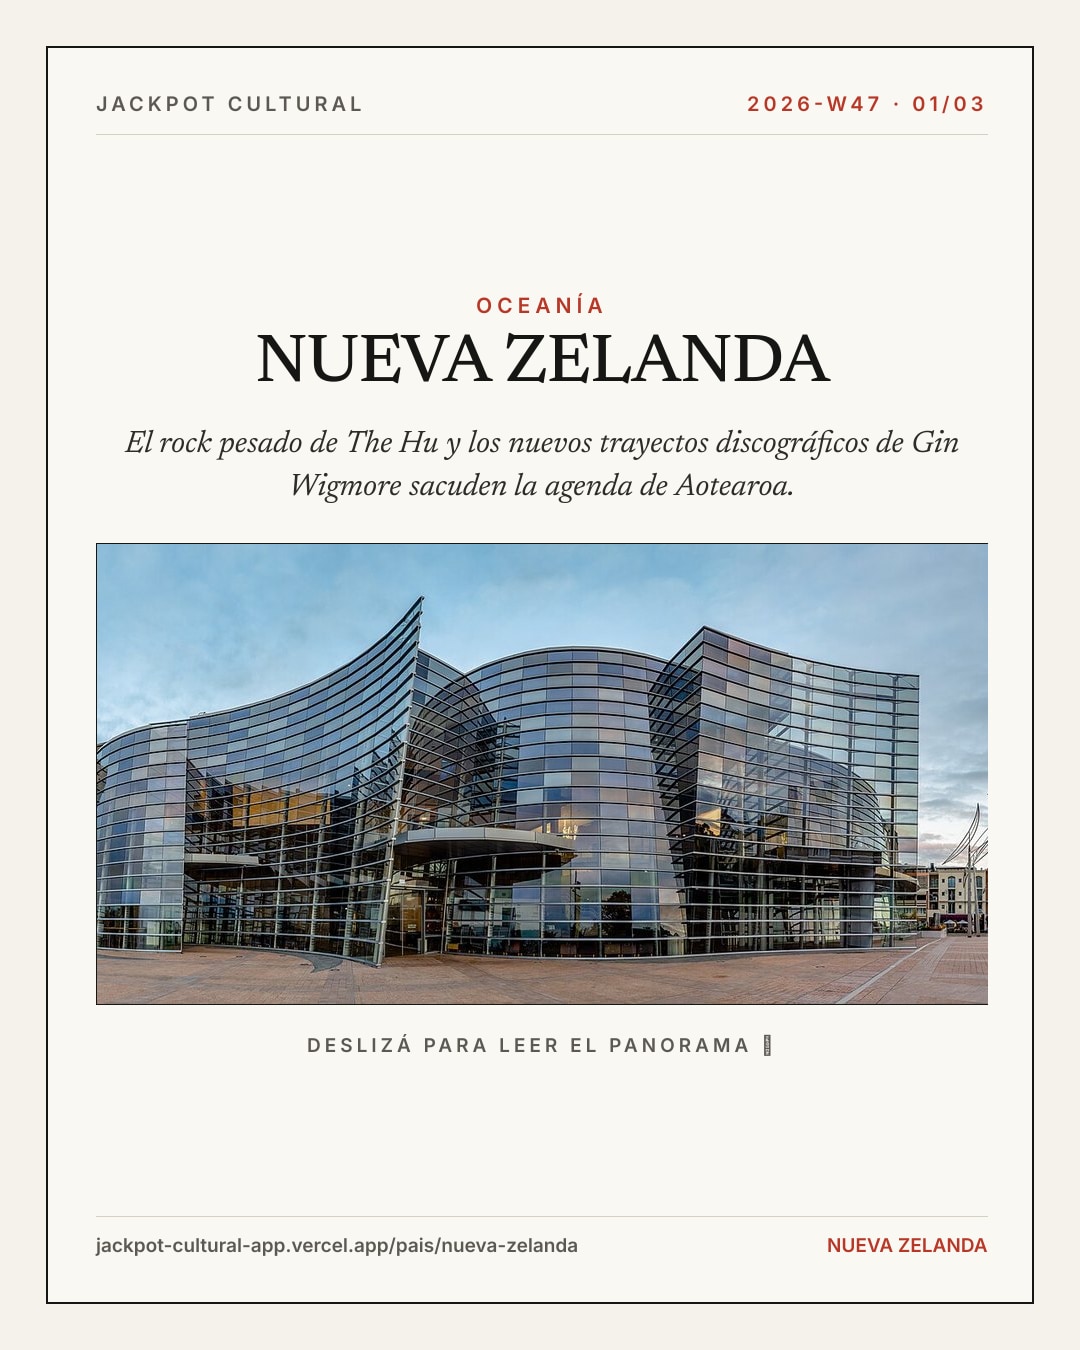 JACKPOT CULTURAL
2026-W47 · 01/03
OCEANÍA
NUEVA ZELANDA
El rock pesado de The Hu y los nuevos trayectos discográficos de Gin
Wigmore sacuden la agenda de Aotearoa.
DESLIZÁ PARA LEER EL PANORAMA
jackpot-cultural-app.vercel.app/pais/nueva-zelanda
NUEVA ZELANDA